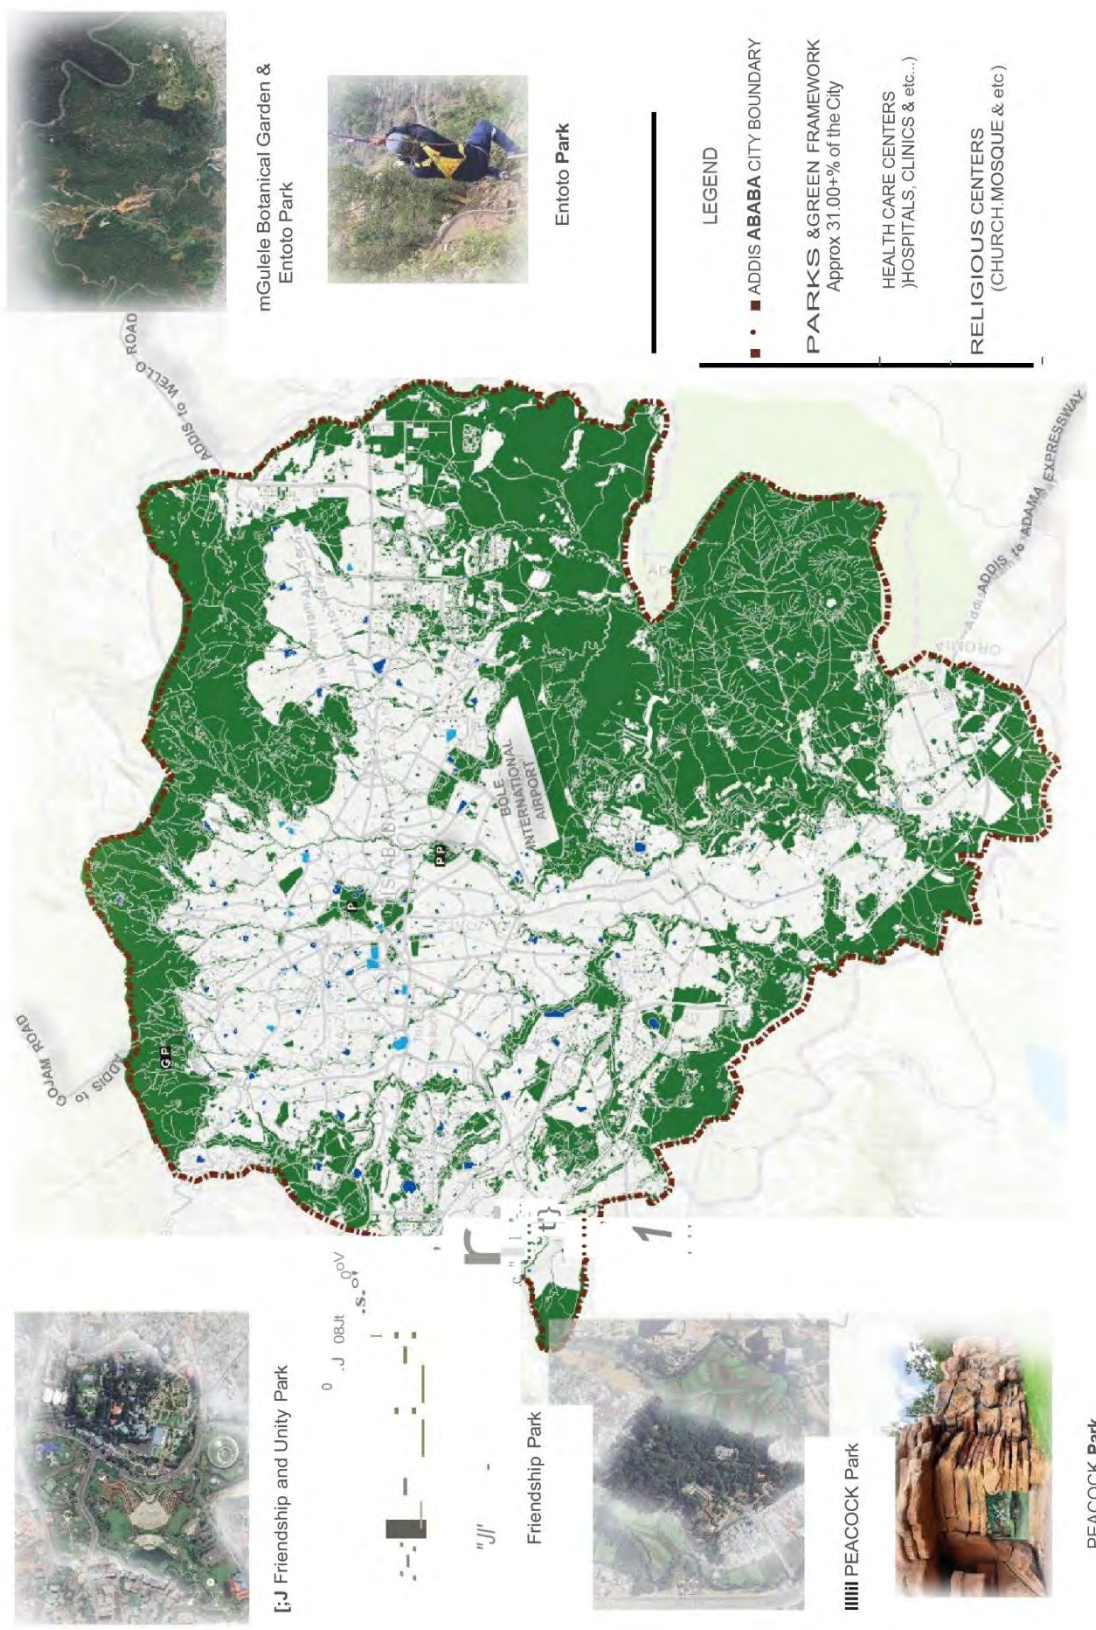 mGulele Botanical Garden &
Entoto Park
Entoto Park
LEGEND
ADDIS ABABA CITY BOUNDARY
PARKS &GREEN FRAMEWORK
Approx 31.00+% of the City
HEALTH CARE CENTERS
)HOSPITALS, CLINICS & etc...)
RELIGIOUS CENTERS
(CHURCH.MOSQUE & etc )
ADDIS to WELLO ROAD
ADDIS to GOJAM ROAD
ADDIS to ADAMA EXPRESSWAY
OROMIA
BOLE
INTERNATIONAL
AIRPORT
G P
P
P P
[;J Friendship and Unity Park
Friendship Park
PEACOCK Park
PEACOCK Park